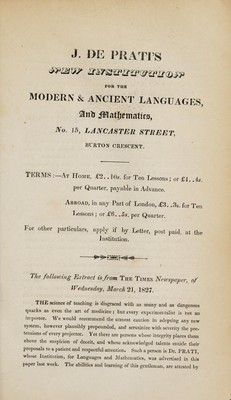 J. DE PRATI'S
NEW INSTITUTION
FOR THE
MODERN & ANCIENT LANGUAGES,
And Mathematics,
No. 15, LANCASTER STREET,
BURTON CRESCENT.
TERMS:—AT HOME, £2..10s. for Ten Lessons; or £4..4s.
per Quarter, payable in Advance.
ABROAD, in any Part of London, £3..3s. for Ten
Lessons; or £6..5s. per Quarter.
For other particulars, apply if by Letter, post paid, at the
Institution.
The following Extract is from THE TIMES Newspaper, of
Wednesday, March 21, 1827.
THE science of teaching is disgraced with as many and as dangerous
quacks as even the art of medicine; but every experimentalist is not an
impostor. We would recommend the utmost caution in adopting any new
system, however plausibly propounded, and scrutinize with severity the pre-
tensions of every projector. Yet there are persons whose integrity places them
above the suspicion of deceit, and whose acknowledged talents entitle their
proposals to a patient and respectful attention. Such a person is Dr. PRATI,
whose Institution, for the Languages and Mathematics, was advertised in this
paper last week. The abilities and learning of this gentleman, are attested by